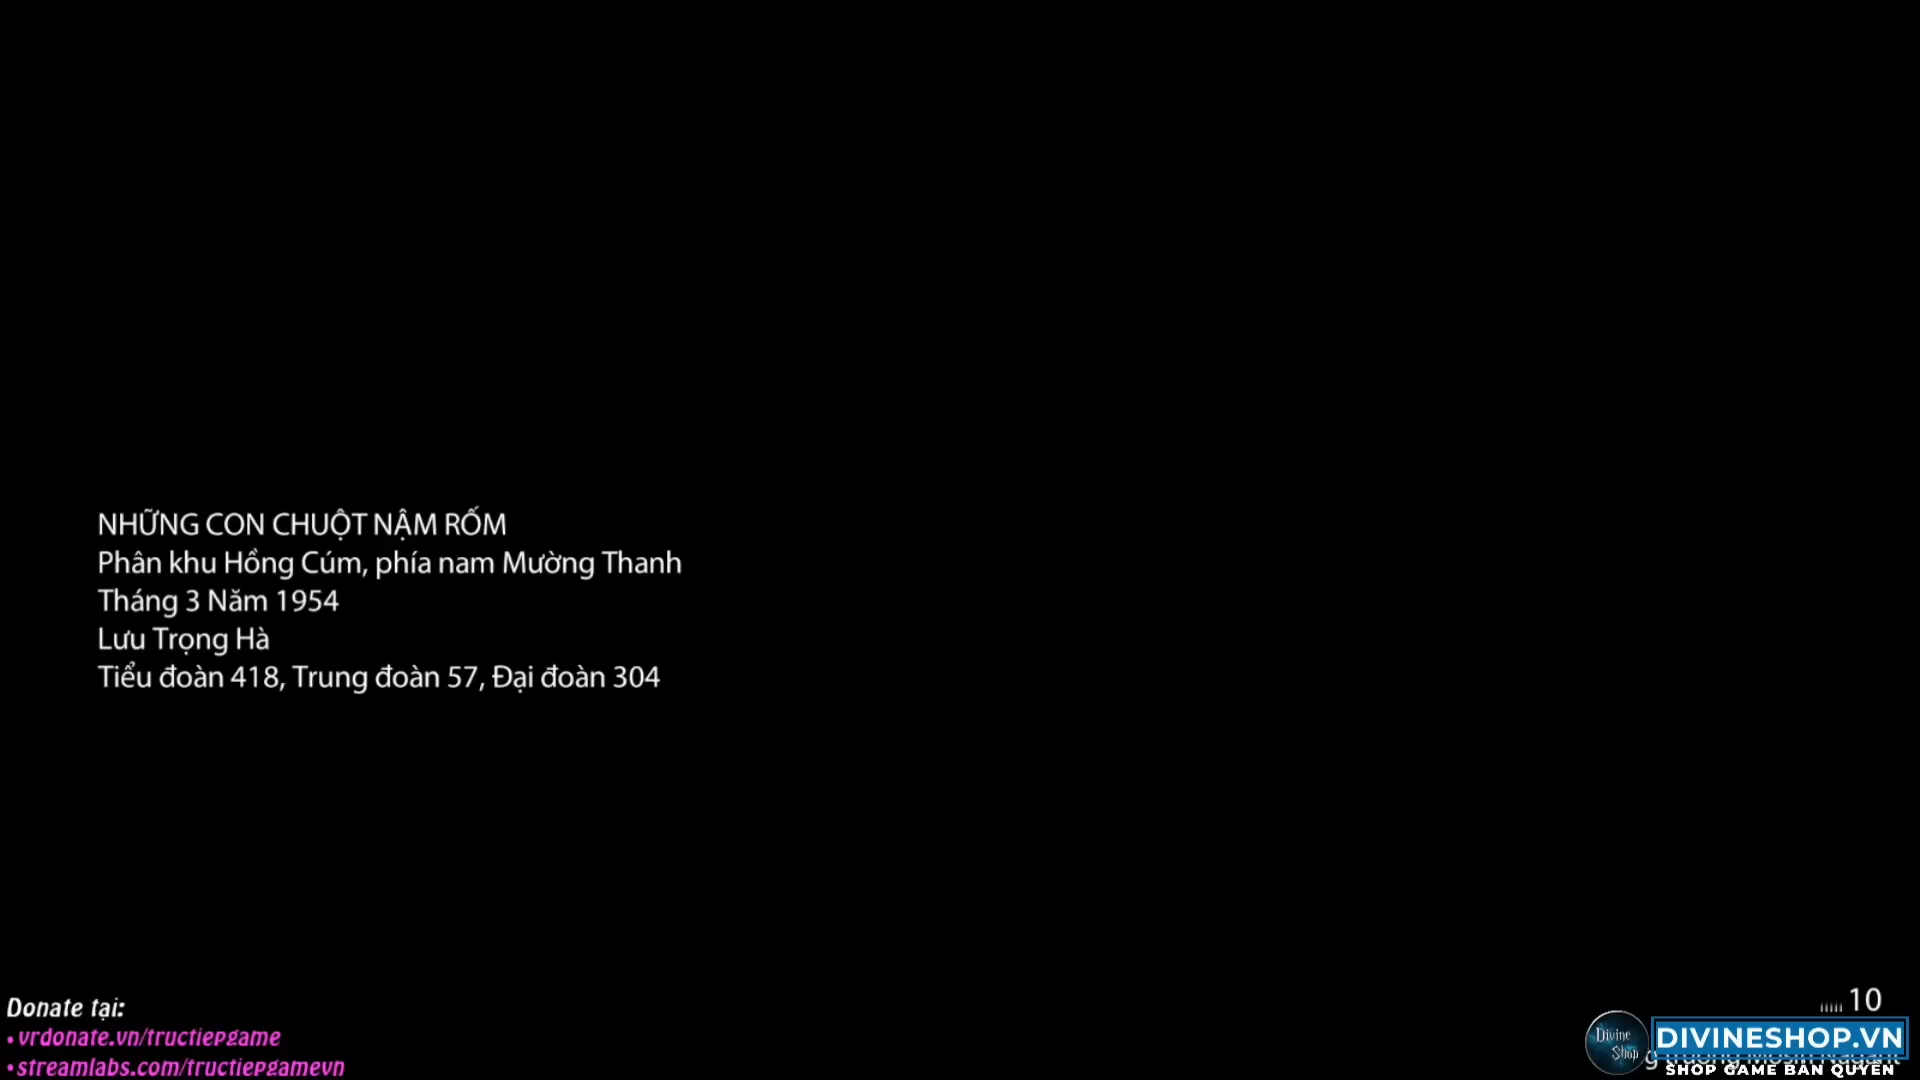 NHỮNG CON CHUỘT NẬM RỐM
Phân khu Hồng Cúm, phía nam Mường Thanh
Tháng 3 Năm 1954
Lưu Trọng Hà
Tiểu đoàn 418, Trung đoàn 57, Đại đoàn 304
Donate tại:
• vrdonate.vn/tructiepgame
• streamlabs.com/tructiepgamevn
10
Divine Shop
DIVINESHOP.VN
SHOP GAME BẢN QUYỀN